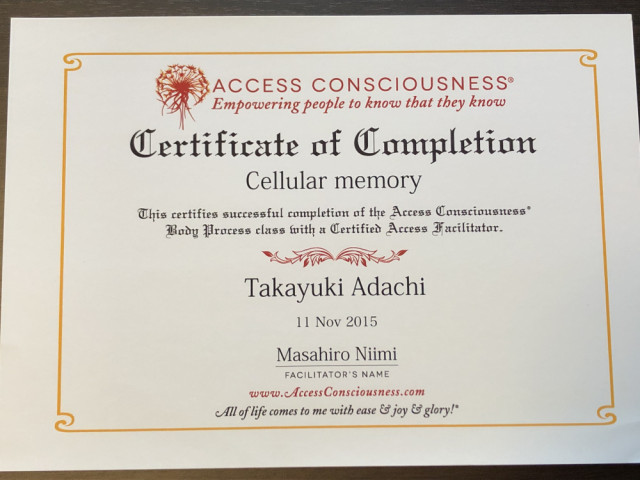 ACCESS CONSCIOUSNESS®
Empowering people to know that they know
Certificate of Completion
Cellular memory
This certifies successful completion of the Access Consciousness®
Body Process class with a Certified Access Facilitator.
Takayuki Adachi
11 Nov 2015
Masahiro Niimi
FACILITATOR'S NAME
www.AccessConsciousness.com
All of life comes to me with ease & joy & glory!®